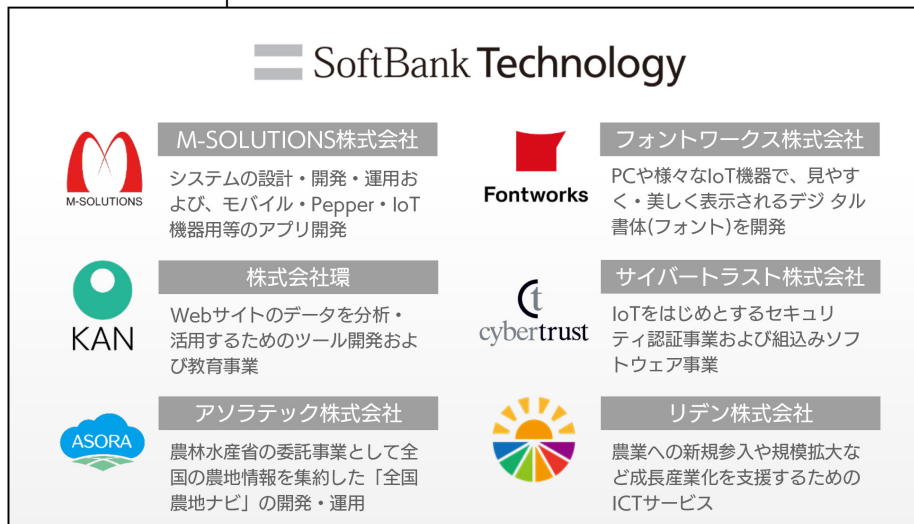 SoftBank Technology
M-SOLUTIONS
M-SOLUTIONS株式会社
システムの設計・開発・運用お
よび、モバイル・Pepper・IoT
機器用等のアプリ開発
Fontworks
フォントワークス株式会社
PCや様々なIoT機器で、見やす
く・美しく表示されるデジ タル
書体(フォント)を開発
KAN
株式会社環
Webサイトのデータを分析・
活用するためのツール開発およ
び教育事業
cybertrust
サイバートラスト株式会社
IoTをはじめとするセキュリ
ティ認証事業および組込みソフ
トウェア事業
ASORA
アソラテック株式会社
農林水産省の委託事業として全
国の農地情報を集約した「全国
農地ナビ」の開発・運用
リデン株式会社
農業への新規参入や規模拡大な
ど成長産業化を支援するための
ICTサービス